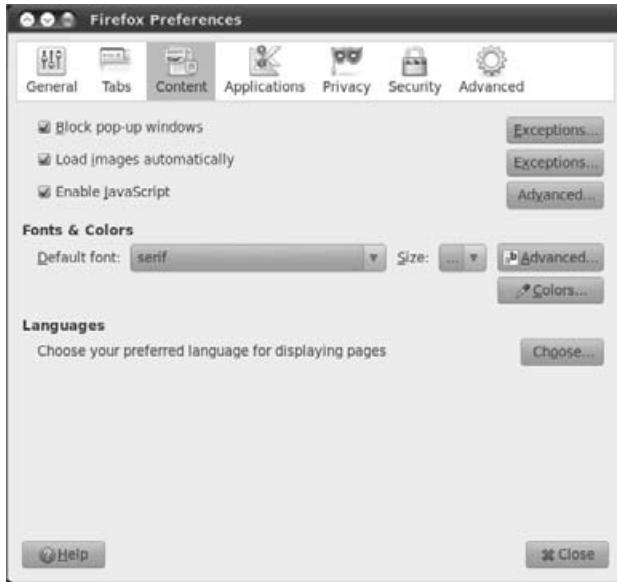 Firefox Preferences
General Tabs Content Applications Privacy Security Advanced
Block pop-up windows Exceptions...
Load images automatically Exceptions...
Enable JavaScript Advanced...
Fonts & Colors
Default font: serif Size: ... Advanced...
Colors...
Languages
Choose your preferred language for displaying pages Choose...
Help Close